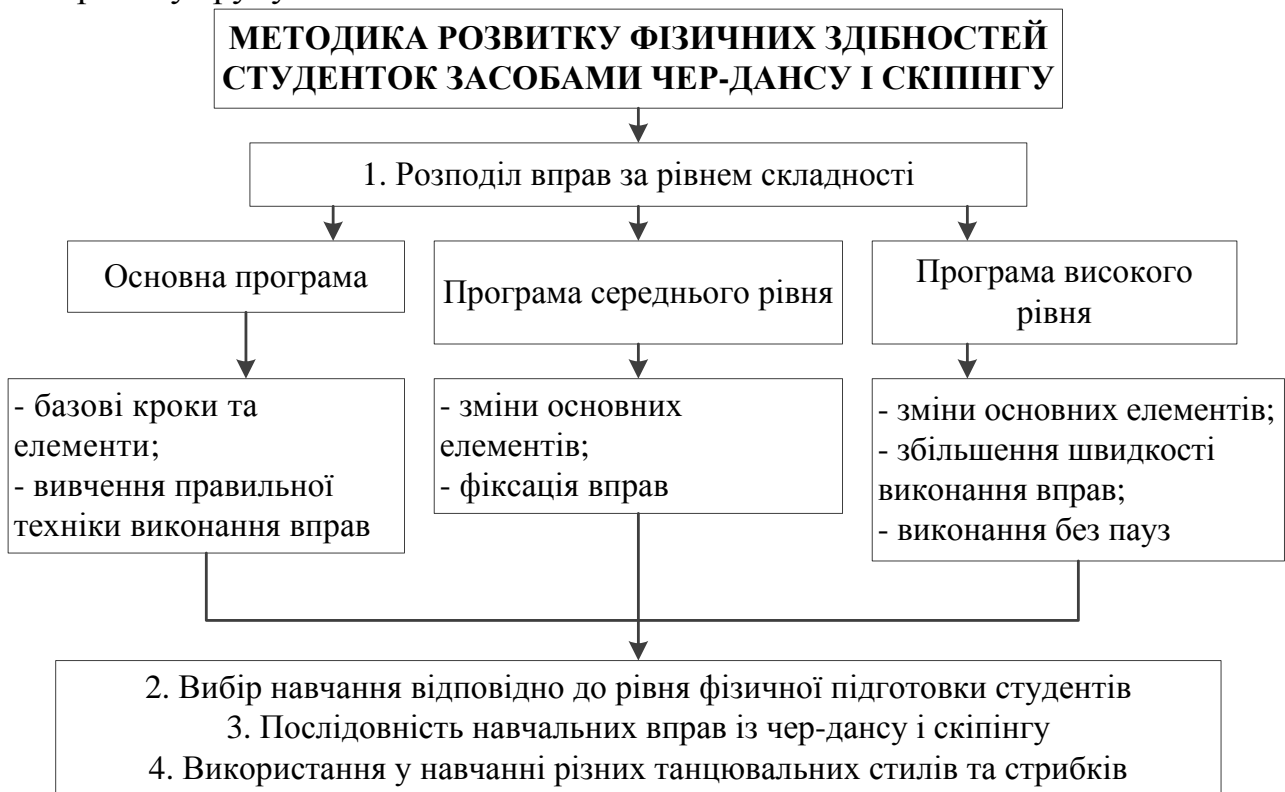 МЕТОДИКА РОЗВИТКУ ФІЗИЧНИХ ЗДІБНОСТЕЙ
СТУДЕНТОК ЗАСОБАМИ ЧЕР-ДАНСУ І СКІПІНГУ
1. Розподіл вправ за рівнем складності
Основна програма
Програма середнього рівня
Програма високого
рівня
- базові кроки та
елементи;
- вивчення правильної
техніки виконання вправ
- зміни основних
елементів;
- фіксація вправ
- зміни основних елементів;
- збільшення швидкості
виконання вправ;
- виконання без пауз
2. Вибір навчання відповідно до рівня фізичної підготовки студентів
3. Послідовність навчальних вправ із чер-дансу і скіпінгу
4. Використання у навчанні різних танцювальних стилів та стрибків